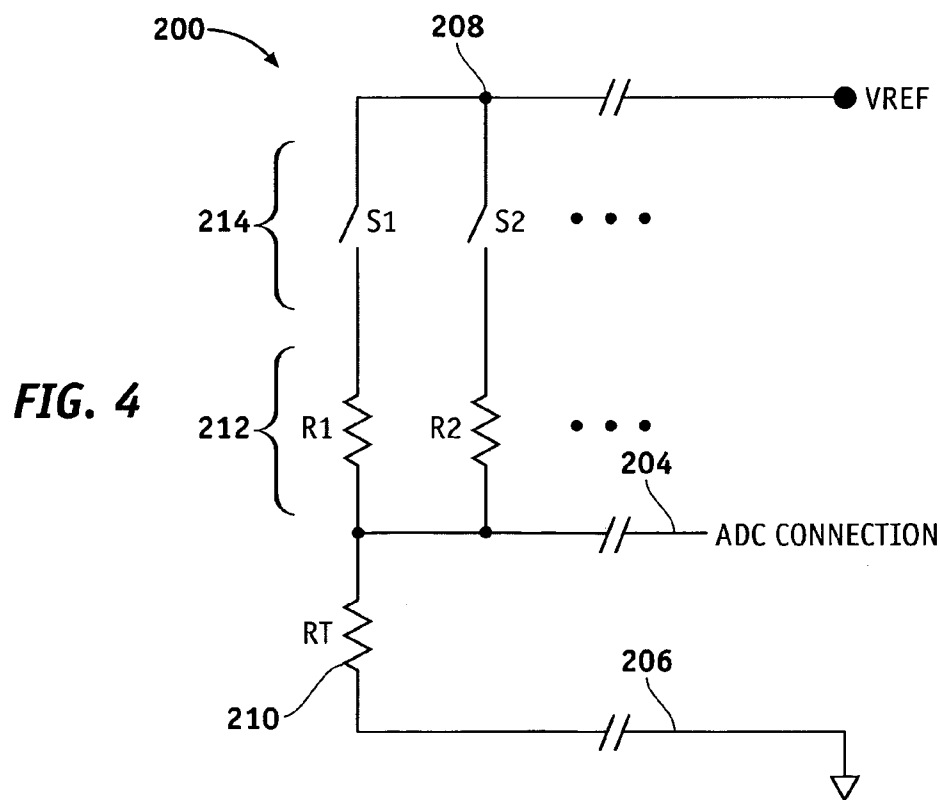 200
208
VREF
214
S1
S2
FIG. 4
212
R1
R2
204
ADC CONNECTION
RT
206
210